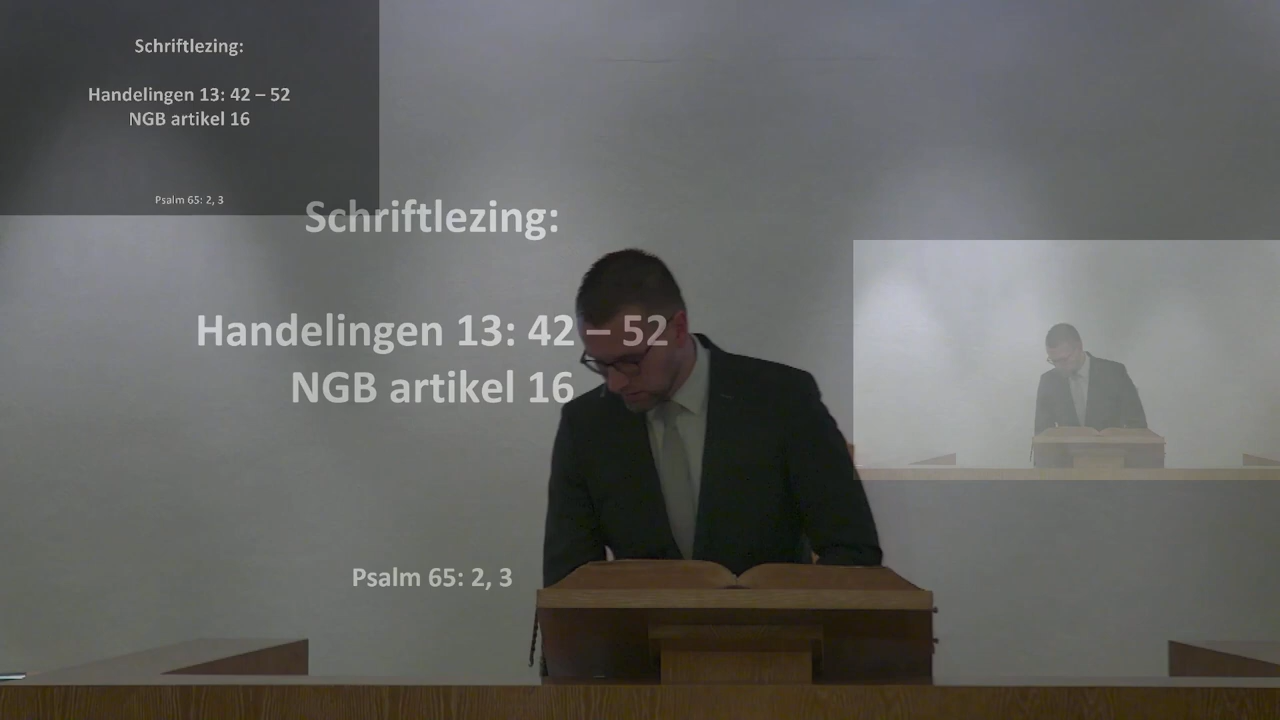 Schriftlezing:
Handelingen 13: 42 – 52
NGB artikel 16
Psalm 65: 2, 3
Schriftlezing:
Handelingen 13: 42 – 52
NGB artikel 16
Psalm 65: 2, 3